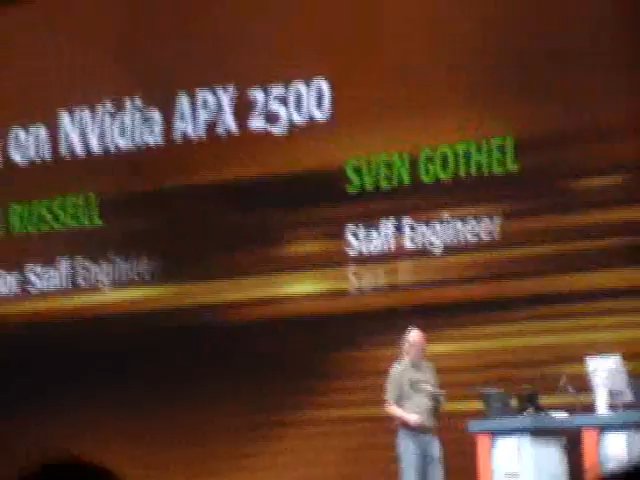 on NVidia APX 2500
RUSSELL
SVEN GOTHEL
Staff Engineer
Staff Engineer